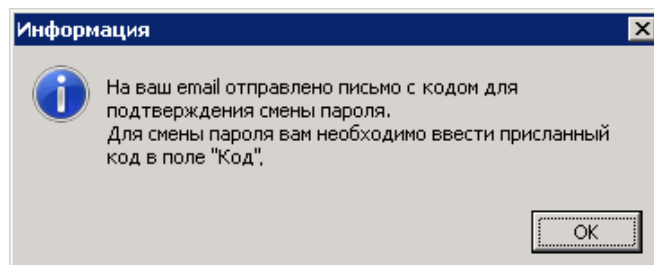 Информация
На ваш email отправлено письмо с кодом для
подтверждения смены пароля.
Для смены пароля вам необходимо ввести присланный
код в поле "Код",
OK